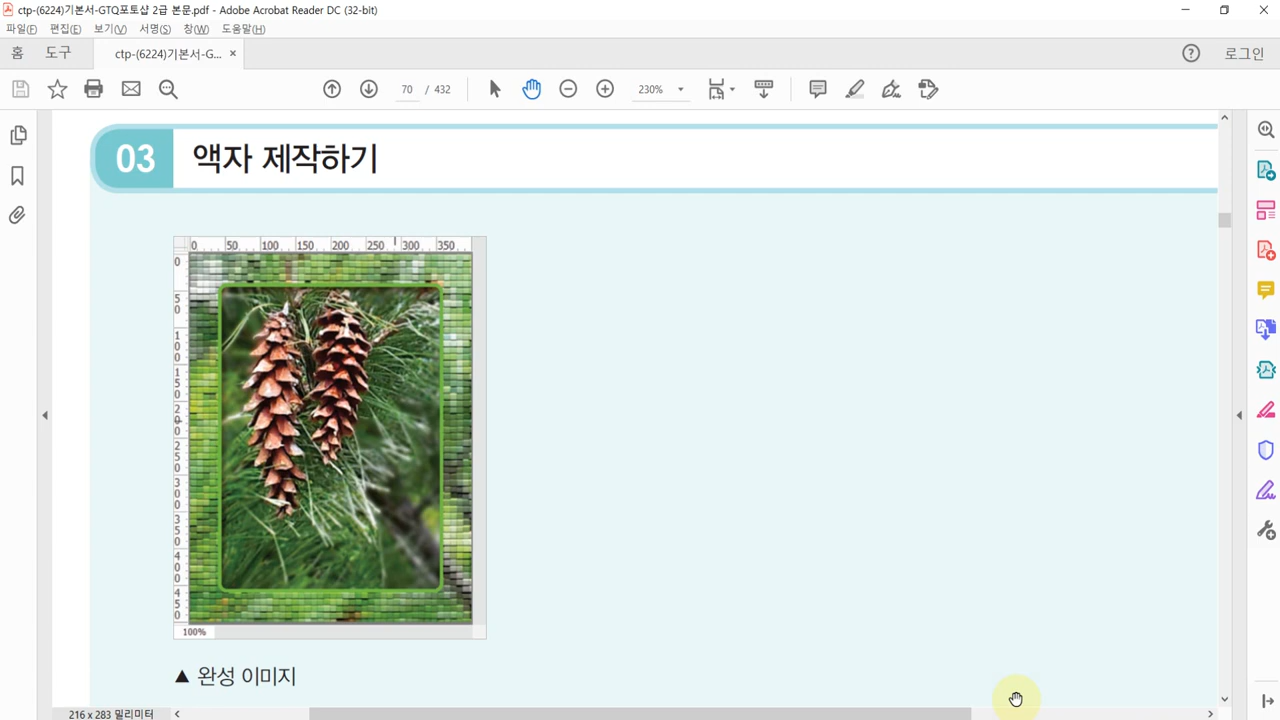 ctp-(6224)기본서-GTQ포토샵 2급 본문.pdf - Adobe Acrobat Reader DC (32-bit)
파일(F) 편집(E) 보기(V) 서명(S) 창(W) 도움말(H)
홈 도구 ctp-(6224)기본서-G... × 로그인
70 / 432 230%
03 액자 제작하기
0 50 100 150 200 250 300 350
0
50
100
150
200
250
300
350
400
450
100%
▲ 완성 이미지
216 x 283 밀리미터